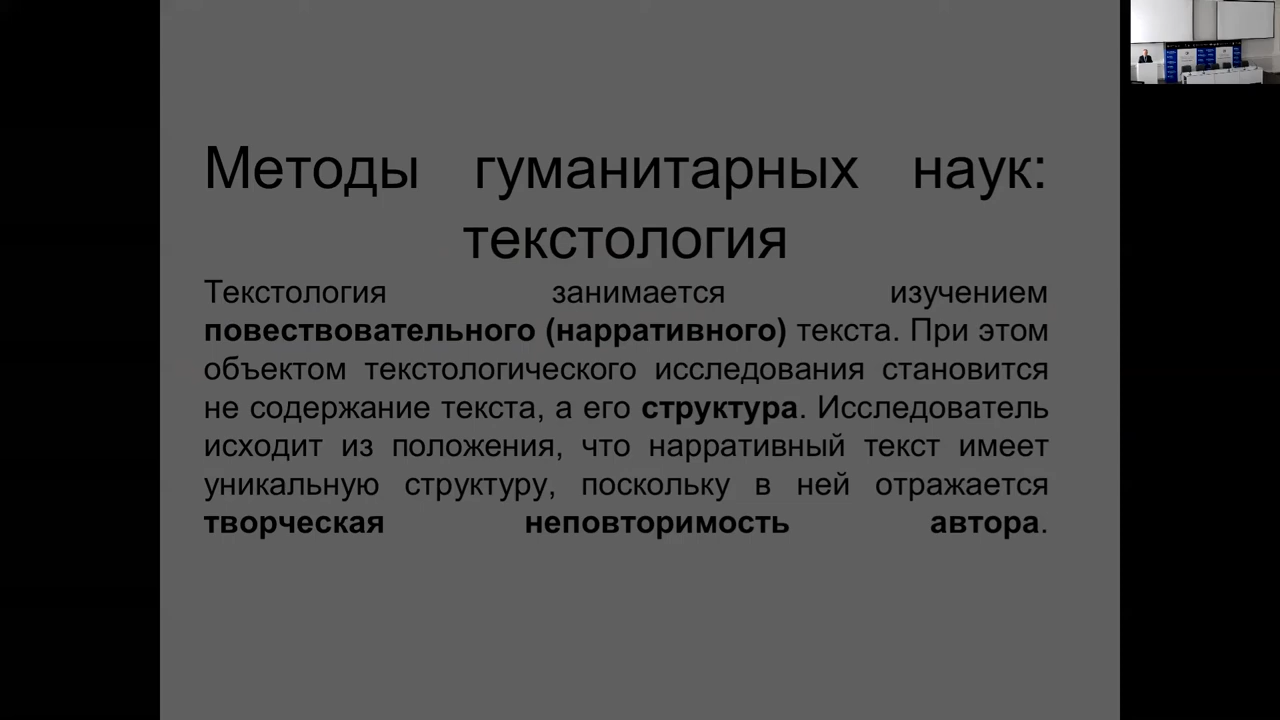 Методы гуманитарных наук:
текстология
Текстология занимается изучением
повествовательного (нарративного) текста. При этом
объектом текстологического исследования становится
не содержание текста, а его структура. Исследователь
исходит из положения, что нарративный текст имеет
уникальную структуру, поскольку в ней отражается
творческая неповторимость автора.